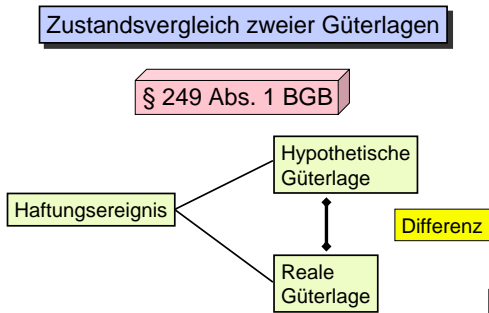 Zustandsvergleich zweier Güterlagen
§ 249 Abs. 1 BGB
Hypothetische
Güterlage
Haftungsereignis
Differenz
Reale
Güterlage